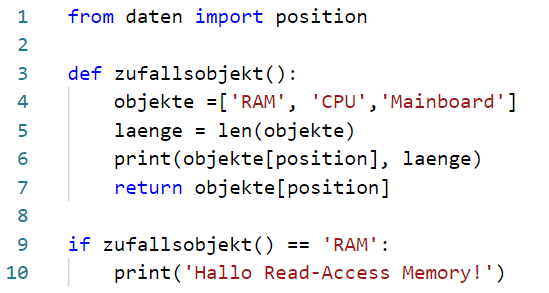 1 from daten import position
2
3 def zufallsobjekt():
4     objekte =['RAM', 'CPU','Mainboard']
5     laenge = len(objekte)
6     print(objekte[position], laenge)
7     return objekte[position]
8
9 if zufallsobjekt() == 'RAM':
10     print('Hallo Read-Access Memory!')